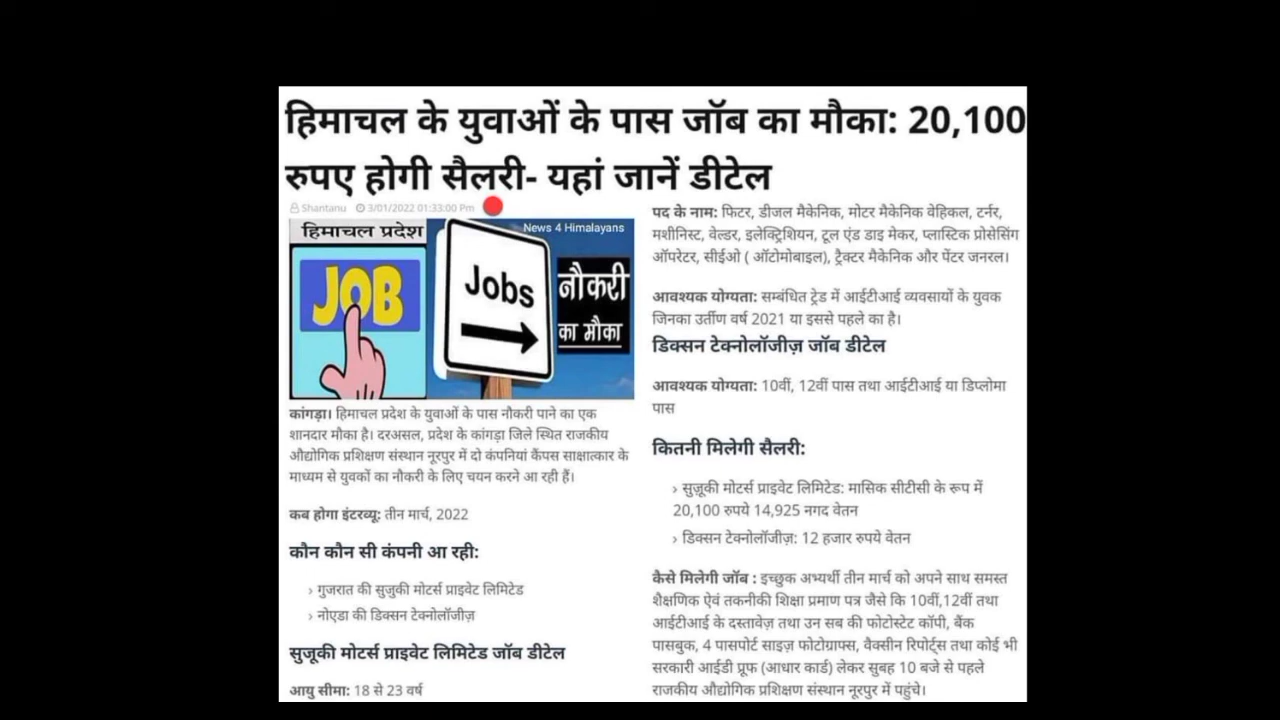 हिमाचल के युवाओं के पास जॉब का मौका: 20,100
रुपए होगी सैलरी- यहां जानें डीटेल
Shantanu 3/01/2022 01:33:00 Pm
हिमाचल प्रदेश
JOB
News 4 Himalayans
Jobs
नौकरी
का मौका
कांगड़ा। हिमाचल प्रदेश के युवाओं के पास नौकरी पाने का एक
शानदार मौका है। दरअसल, प्रदेश के कांगड़ा जिले स्थित राजकीय
औद्योगिक प्रशिक्षण संस्थान नूरपुर में दो कंपनियां कैंपस साक्षात्कार के
माध्यम से युवकों का नौकरी के लिए चयन करने आ रही हैं।
कब होगा इंटरव्यू: तीन मार्च, 2022
कौन कौन सी कंपनी आ रही:
› गुजरात की सुजुकी मोटर्स प्राइवेट लिमिटेड
› नोएडा की डिक्सन टेक्नोलॉजीज़
सुजूकी मोटर्स प्राइवेट लिमिटेड जॉब डीटेल
आयु सीमा: 18 से 23 वर्ष
पद के नाम: फिटर, डीजल मैकेनिक, मोटर मैकेनिक वेहिकल, टर्नर,
मशीनिस्ट, वेल्डर, इलेक्ट्रिशियन, टूल एंड डाइ मेकर, प्लास्टिक प्रोसेसिंग
ऑपरेटर, सीईओ ( ऑटोमोबाइल), ट्रैक्टर मैकेनिक और पेंटर जनरल।
आवश्यक योग्यता: सम्बंधित ट्रेड में आईटीआई व्यवसायों के युवक
जिनका उर्तीण वर्ष 2021 या इससे पहले का है।
डिक्सन टेक्नोलॉजीज़ जॉब डीटेल
आवश्यक योग्यता: 10वीं, 12वीं पास तथा आईटीआई या डिप्लोमा
पास
कितनी मिलेगी सैलरी:
› सुज़ूकी मोटर्स प्राइवेट लिमिटेड: मासिक सीटीसी के रूप में
20,100 रुपये 14,925 नगद वेतन
› डिक्सन टेक्नोलॉजीज़: 12 हजार रुपये वेतन
कैसे मिलेगी जॉब : इच्छुक अभ्यर्थी तीन मार्च को अपने साथ समस्त
शैक्षणिक ऐवं तकनीकी शिक्षा प्रमाण पत्र जैसे कि 10वीं,12वीं तथा
आईटीआई के दस्तावेज़ तथा उन सब की फोटोस्टेट कॉपी, बैंक
पासबुक, 4 पासपोर्ट साइज़ फोटोग्राफ्स, वैक्सीन रिपोर्ट्स तथा कोई भी
सरकारी आईडी प्रूफ (आधार कार्ड) लेकर सुबह 10 बजे से पहले
राजकीय औद्योगिक प्रशिक्षण संस्थान नूरपुर में पहुंचे।